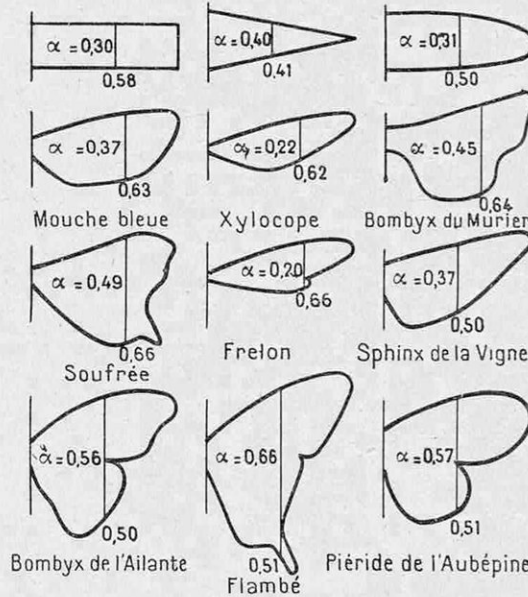 α = 0,30
0,58
α = 0,40
0,41
α = 0,31
0,50
α = 0,37
0,63
Mouche bleue
α = 0,22
0,62
Xylocope
α = 0,45
0,64
Bombyx du Murier
α = 0,49
0,66
Soufrée
α = 0,20
0,66
Frelon
α = 0,37
0,50
Sphinx de la Vigne
α = 0,56
0,50
Bombyx de l'Ailante
α = 0,66
0,51
Flambé
α = 0,57
0,51
Piéride de l'Aubépine